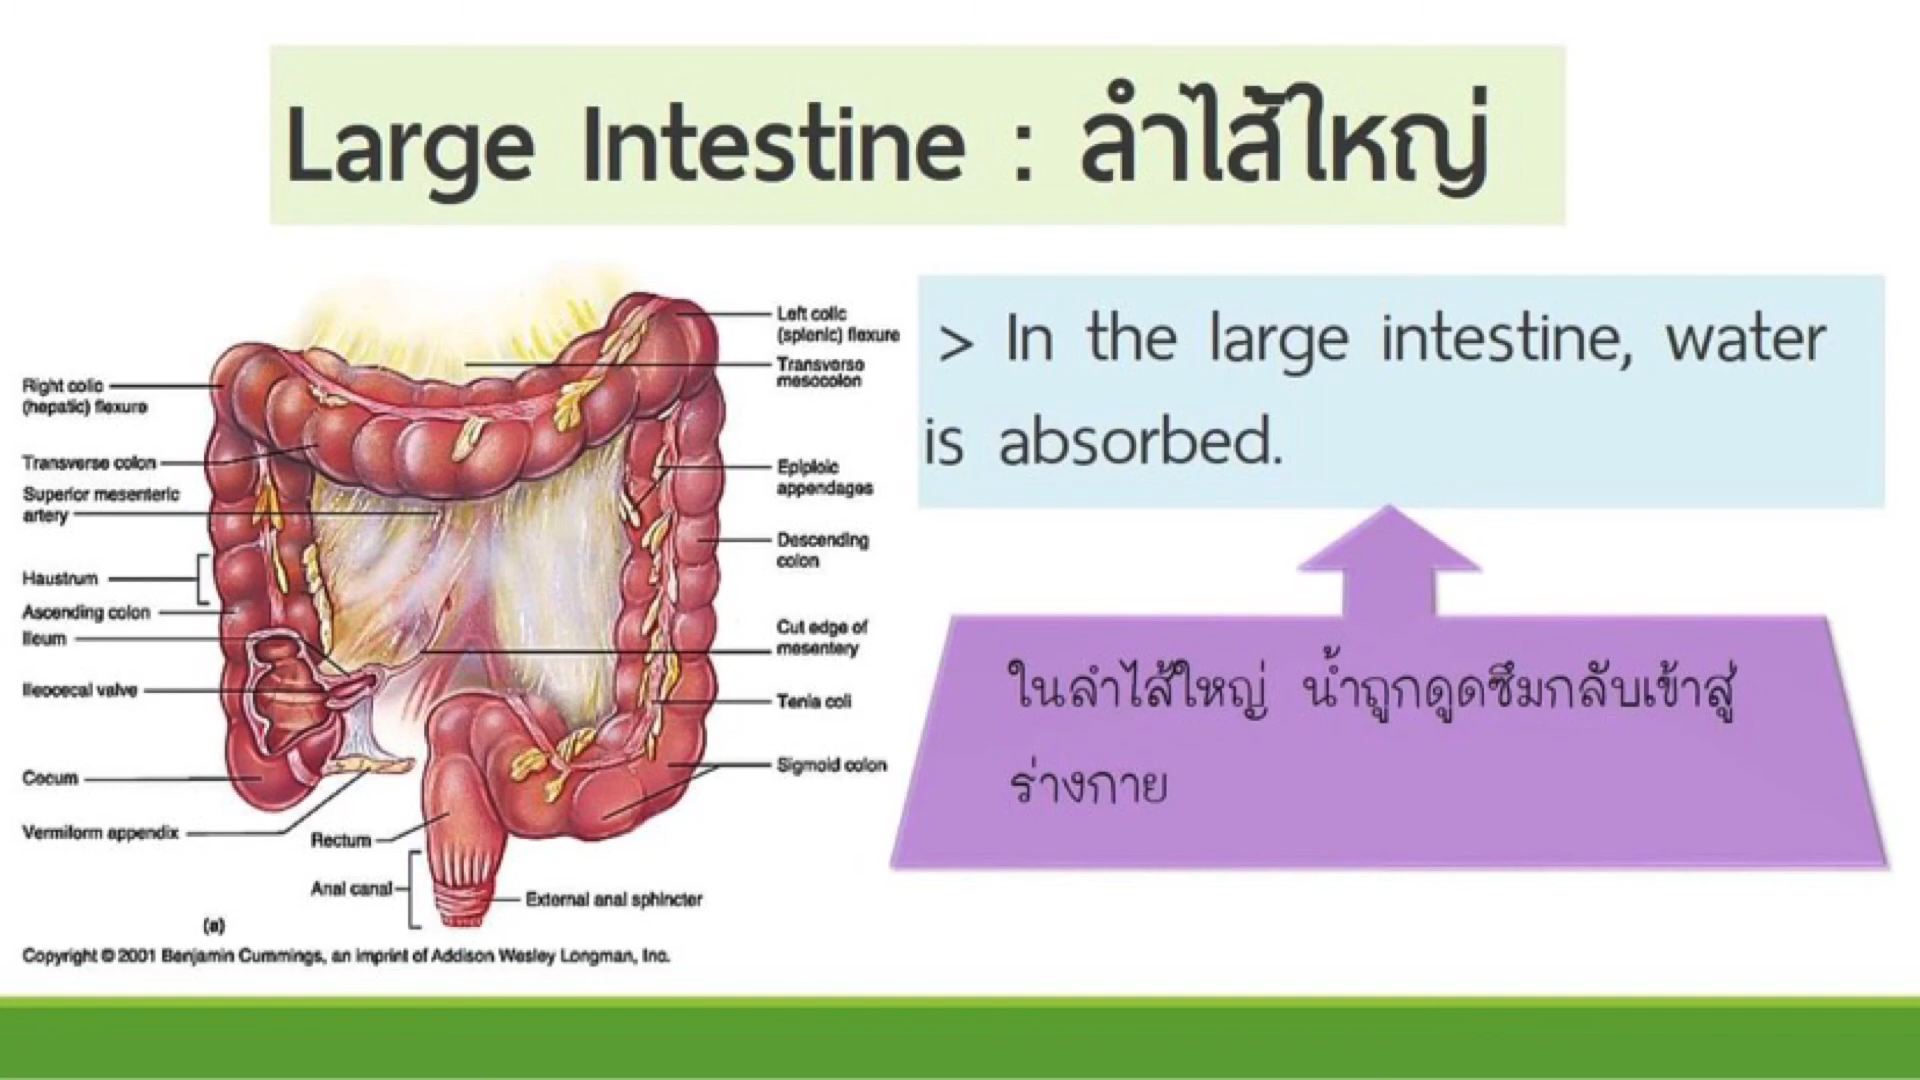 Large Intestine : ลำไส้ใหญ่
Left colic
(splenic) flexure
Transverse
mesocolon
Right colic
(hepatic) flexure
Transverse colon
Superior mesenteric
artery
Epiploic
appendages
Descending
colon
Haustrum
Ascending colon
Ileum
Cut edge of
mesentery
Ileocecal valve
Tenia coli
Sigmoid colon
Cecum
Vermiform appendix
Rectum
Anal canal
External anal sphincter
(a)
Copyright © 2001 Benjamin Cummings, an imprint of Addison Wesley Longman, Inc.
> In the large intestine, water
is absorbed.
ในลำไส้ใหญ่ น้ำถูกดูดซึมกลับเข้าสู่
ร่างกาย